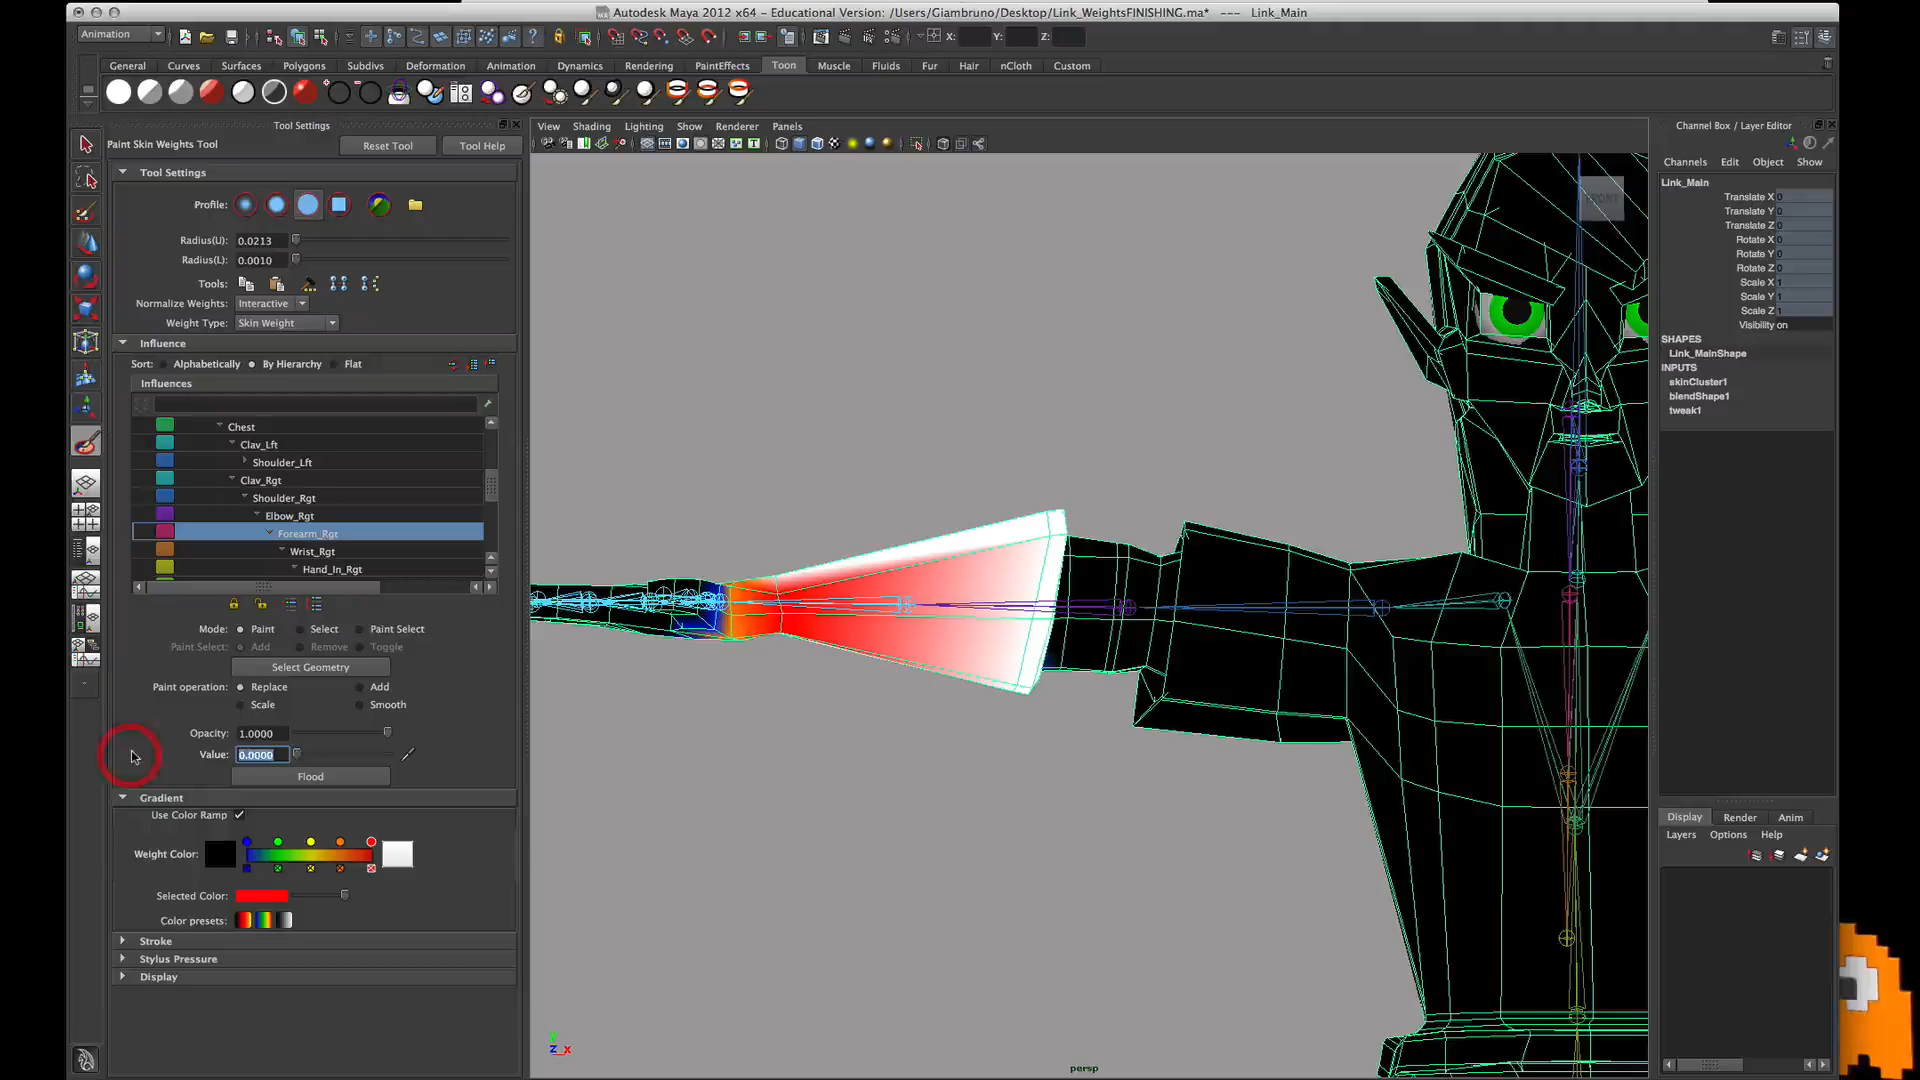 Autodesk Maya 2012 x64 - Educational Version: /Users/Giambruno/Desktop/Link_WeightsFINISHING.ma* --- Link_Main
Animation
X: Y: Z:
General Curves Surfaces Polygons Subdivs Deformation Animation Dynamics Rendering PaintEffects Toon Muscle Fluids Fur Hair nCloth Custom
Tool Settings
Paint Skin Weights Tool
Reset Tool
Tool Help
Tool Settings
Profile:
Radius(U): 0.0213
Radius(L): 0.0010
Tools:
Normalize Weights: Interactive
Weight Type: Skin Weight
Influence
Sort: Alphabetically By Hierarchy Flat
Influences
Chest
Clav_Lft
Shoulder_Lft
Clav_Rgt
Shoulder_Rgt
Elbow_Rgt
Forearm_Rgt
Wrist_Rgt
Hand_In_Rgt
Mode: Paint Select Paint Select
Paint Select: Add Remove Toggle
Select Geometry
Paint operation: Replace Add
Scale Smooth
Opacity: 1.0000
Value: 0.0000
Flood
Gradient
Use Color Ramp
Weight Color:
Selected Color:
Color presets:
Stroke
Stylus Pressure
Display
View Shading Lighting Show Renderer Panels
FRONT
persp
Z X
Channel Box / Layer Editor
Channels Edit Object Show
Link_Main
Translate X 0
Translate Y 0
Translate Z 0
Rotate X 0
Rotate Y 0
Rotate Z 0
Scale X 1
Scale Y 1
Scale Z 1
Visibility on
SHAPES
Link_MainShape
INPUTS
skinCluster1
blendShape1
tweak1
Display Render Anim
Layers Options Help